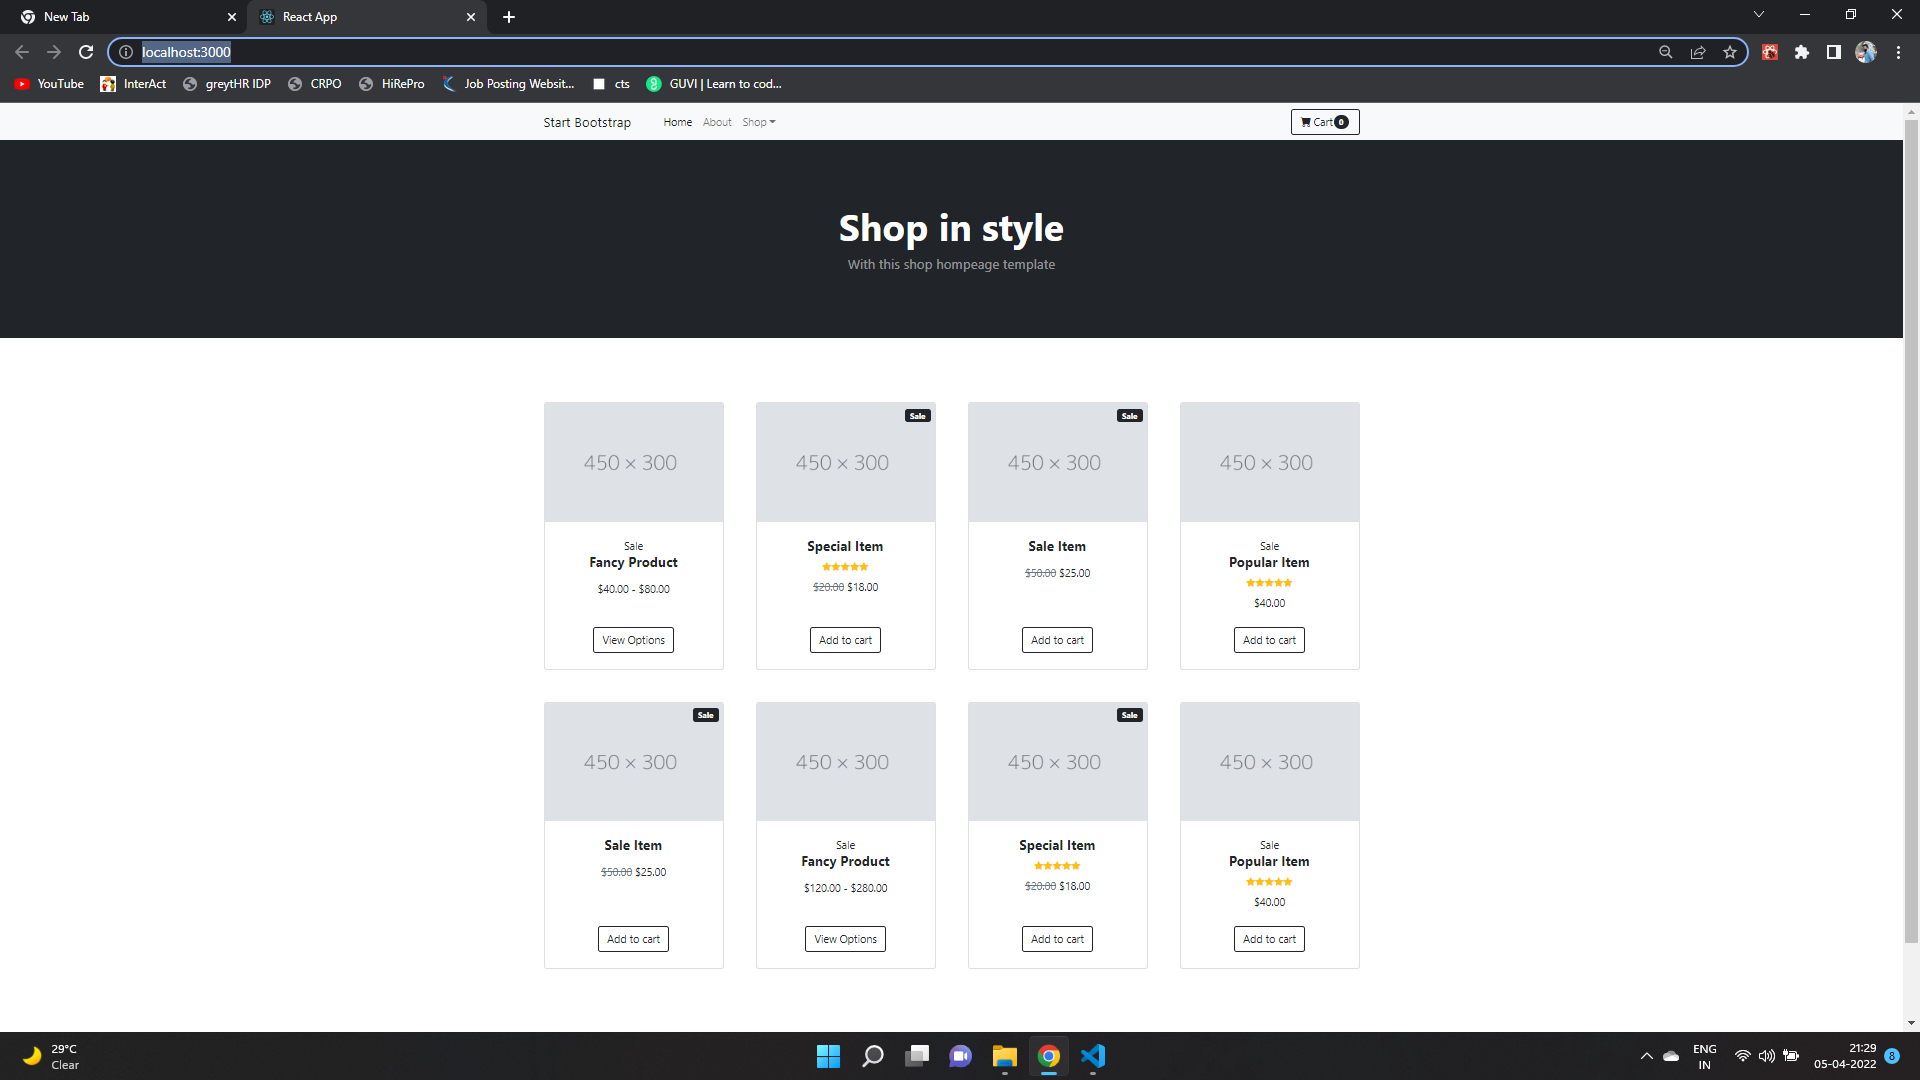 New Tab
React App
localhost:3000
YouTube
InterAct
greytHR IDP
CRPO
HiRePro
Job Posting Websit...
cts
GUVI | Learn to cod...
Start Bootstrap
Home
About
Shop
Cart 0
Shop in style
With this shop hompeage template
450 × 300
Sale
Fancy Product
$40.00 - $80.00
View Options
Sale
450 × 300
Special Item
$20.00 $18.00
Add to cart
Sale
450 × 300
Sale Item
$50.00 $25.00
Add to cart
450 × 300
Sale
Popular Item
$40.00
Add to cart
Sale
450 × 300
Sale Item
$50.00 $25.00
Add to cart
450 × 300
Sale
Fancy Product
$120.00 - $280.00
View Options
Sale
450 × 300
Special Item
$20.00 $18.00
Add to cart
450 × 300
Sale
Popular Item
$40.00
Add to cart
29°C
Clear
ENG
IN
21:29
05-04-2022
8